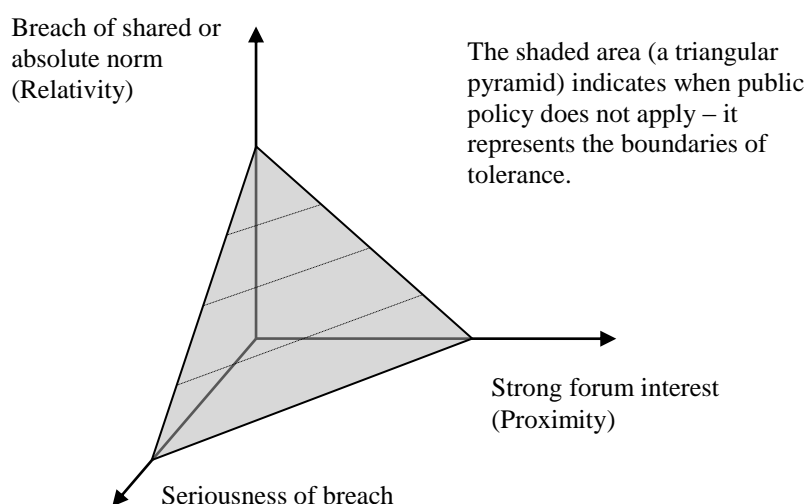 Breach of shared or
absolute norm
(Relativity)
The shaded area (a triangular
pyramid) indicates when public
policy does not apply – it
represents the boundaries of
tolerance.
Strong forum interest
(Proximity)
Seriousness of breach